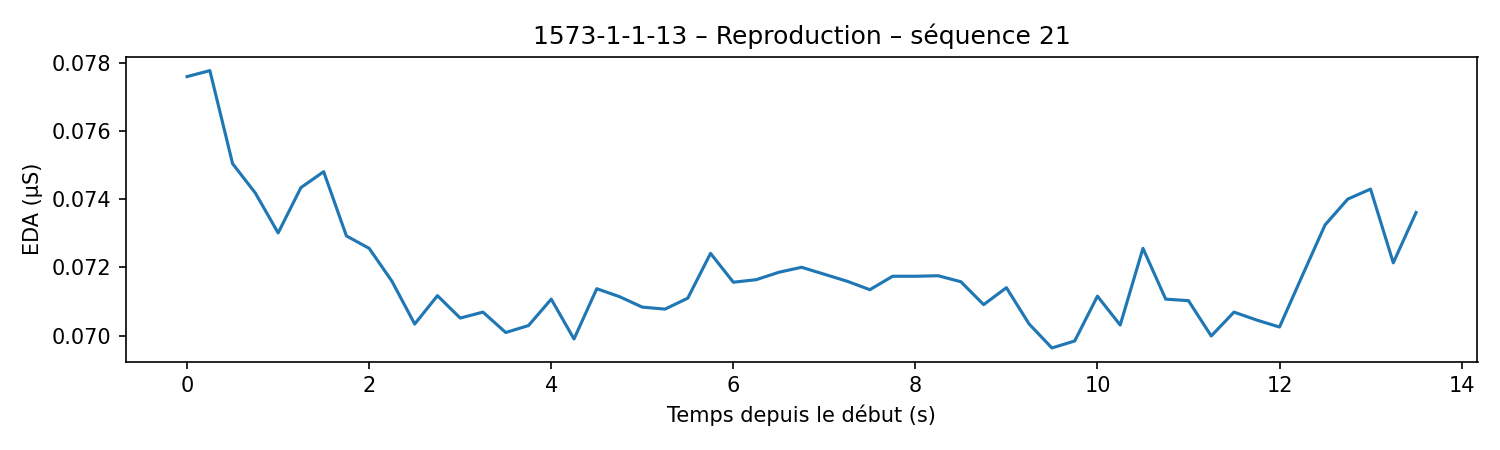 1573-1-1-13 – Reproduction – séquence 21
EDA (µS)
0.078
0.076
0.074
0.072
0.070
0 2 4 6 8 10 12 14
Temps depuis le début (s)